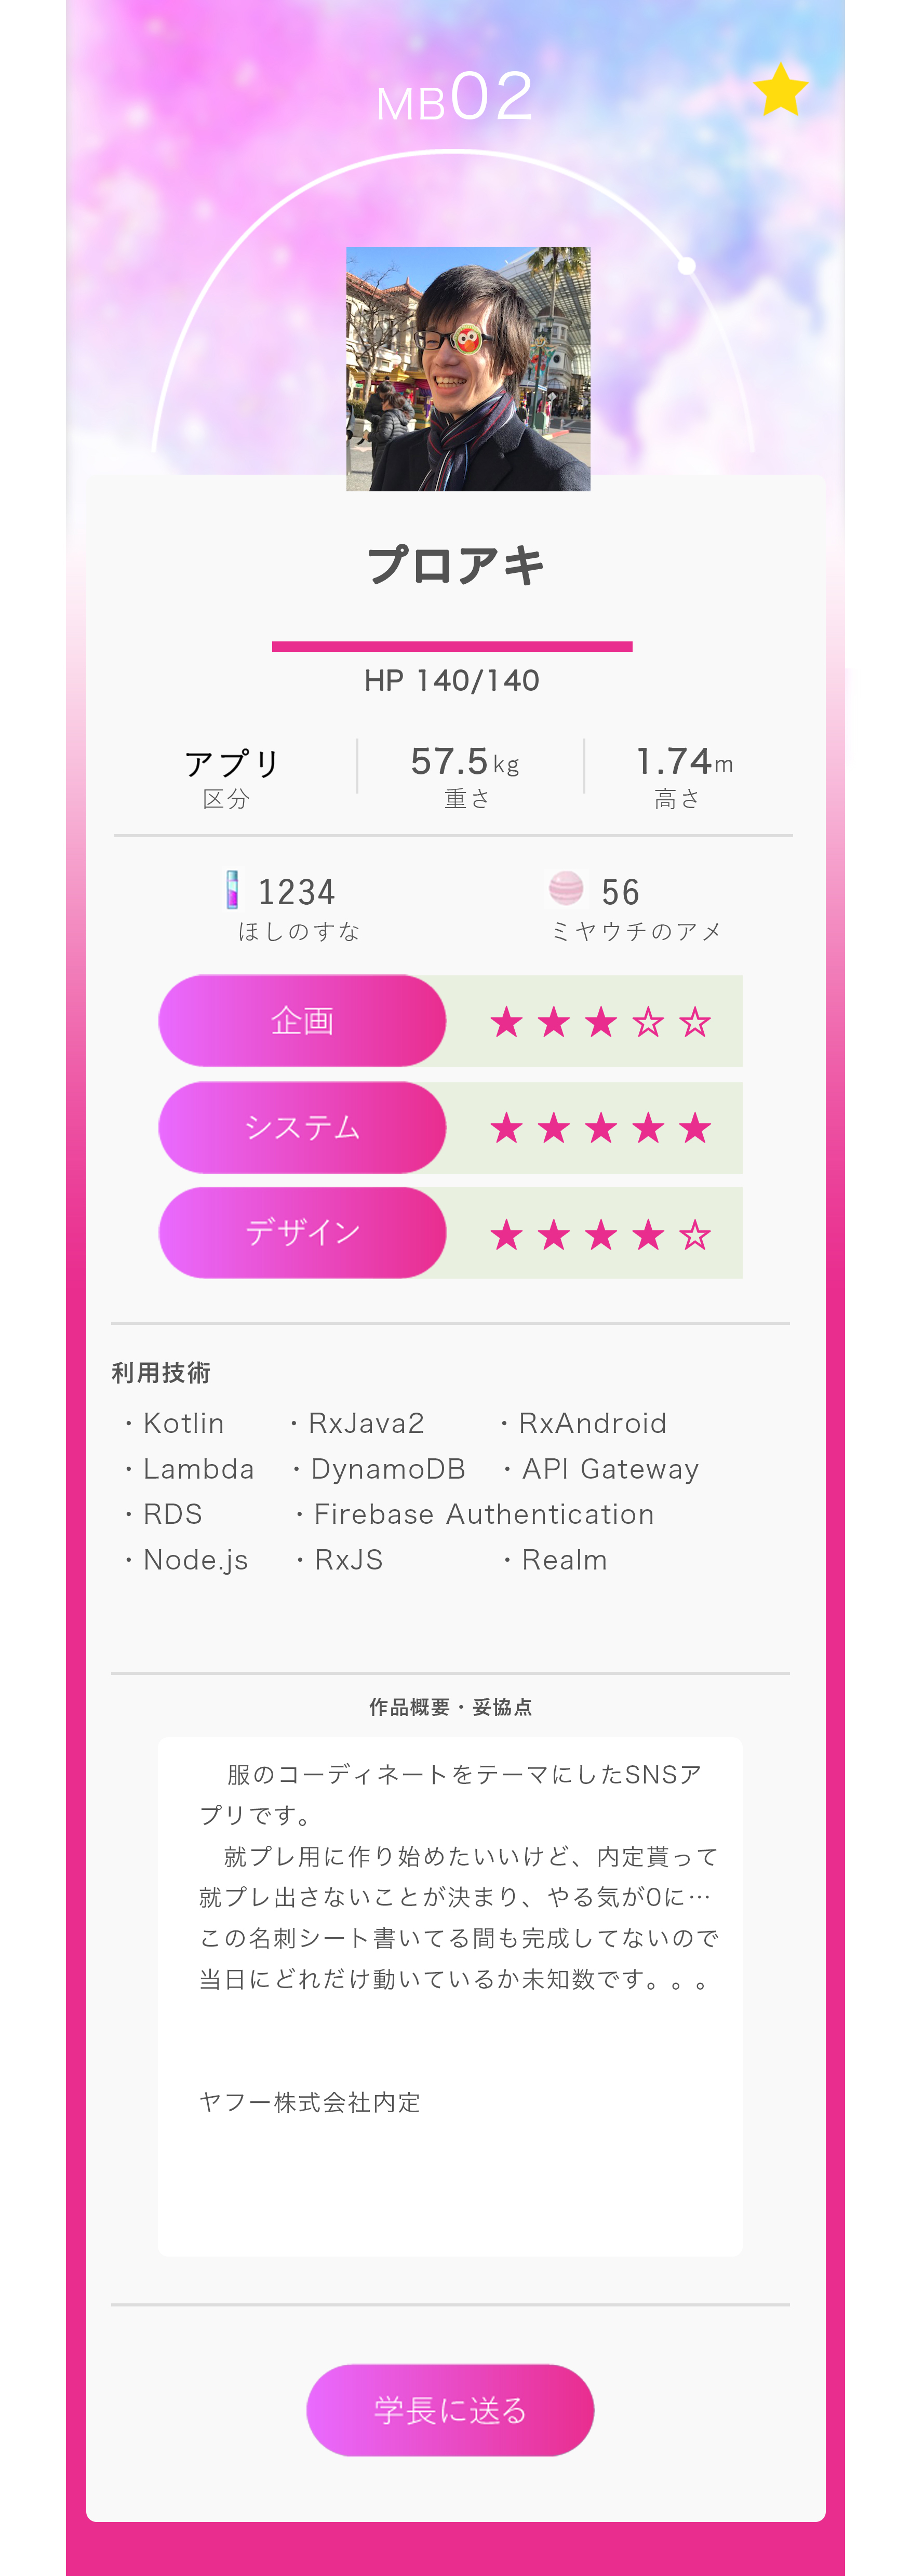 MB02
プロアキ
HP 140/140
アプリ 57.5kg 1.74m
区分 重さ 高さ
1234 56
ほしのすな ミヤウチのアメ
企画 ★★★☆☆
システム ★★★★★
デザイン ★★★★☆
利用技術
・Kotlin ・RxJava2 ・RxAndroid
・Lambda ・DynamoDB ・API Gateway
・RDS ・Firebase Authentication
・Node.js ・RxJS ・Realm
作品概要・妥協点
服のコーディネートをテーマにしたSNSア
プリです。
就プレ用に作り始めたいいけど、内定貰って
就プレ出さないことが決まり、やる気が0に…
この名刺シート書いてる間も完成してないので
当日にどれだけ動いているか未知数です。。。
ヤフー株式会社内定
学長に送る